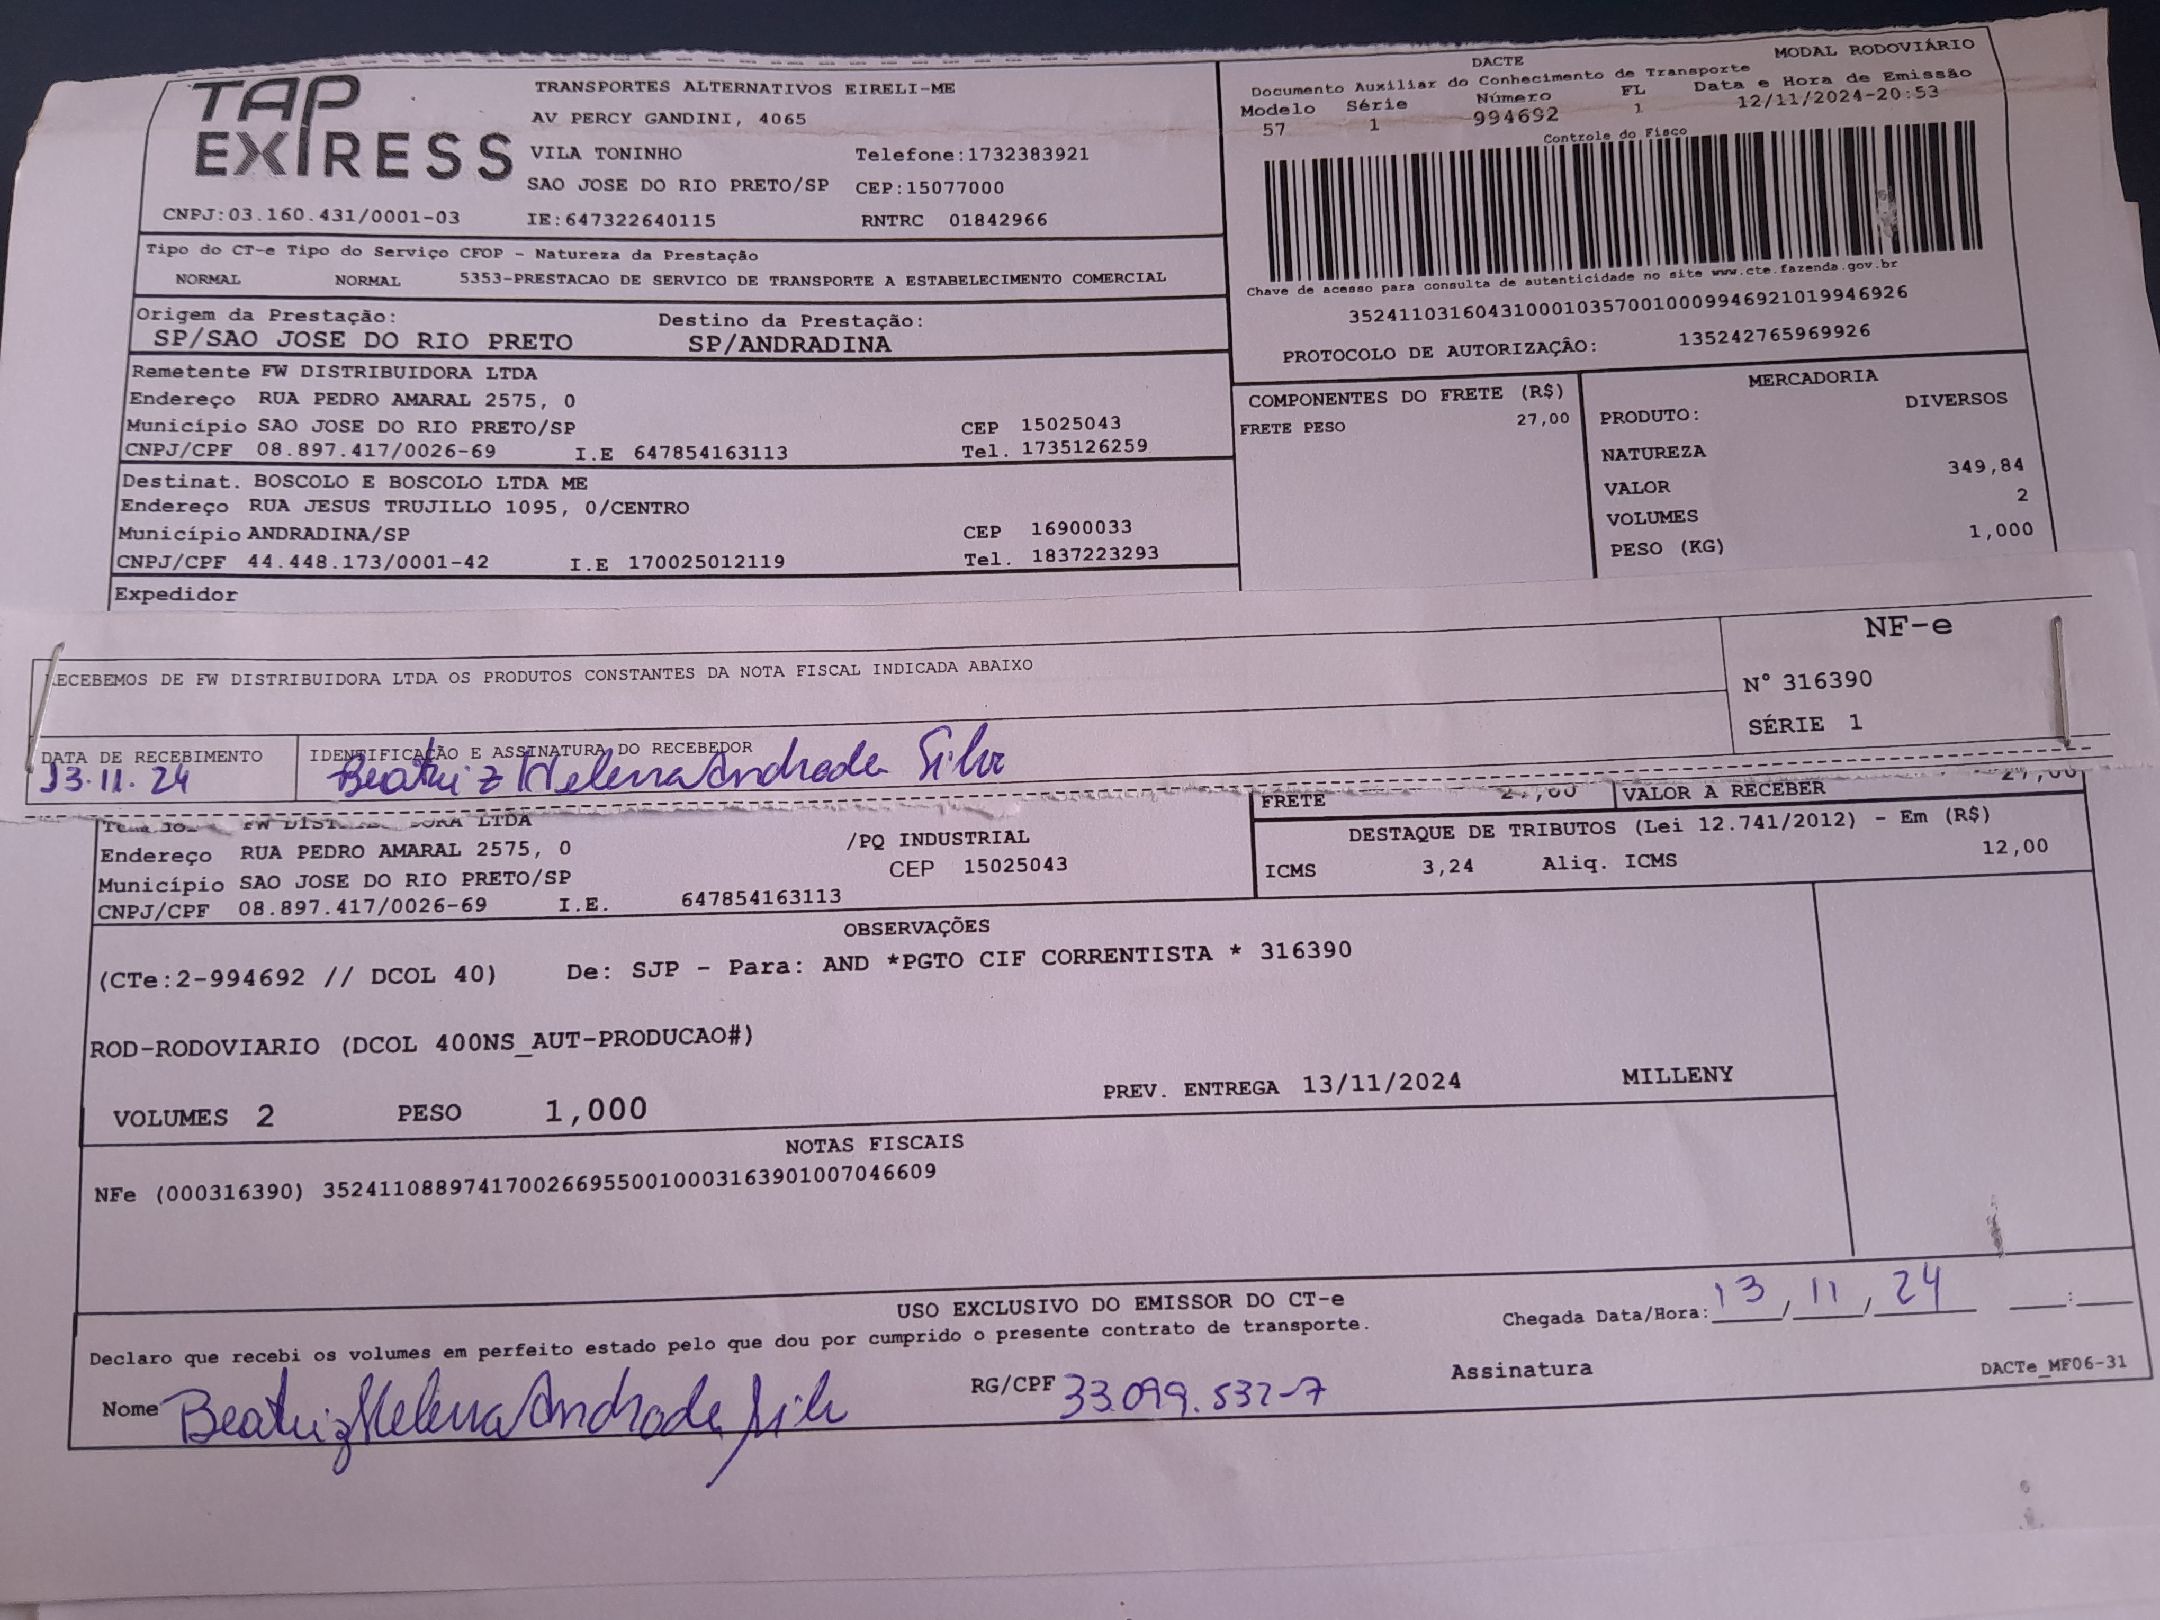 TAP
EXPRESS
TRANSPORTES ALTERNATIVOS EIRELI-ME
AV PERCY GANDINI, 4065
VILA TONINHO Telefone:1732383921
SAO JOSE DO RIO PRETO/SP CEP:15077000
CNPJ:03.160.431/0001-03 IE:647322640115 RNTRC 01842966
DACTE MODAL RODOVIÁRIO
Documento Auxiliar do Conhecimento de Transporte
Modelo Série Número FL Data e Hora de Emissão
57 1 994692 1 12/11/2024-20:53
Controle do Fisco
Chave de acesso para consulta de autenticidade no site www.cte.fazenda.gov.br
35241103160431000103570010009946921019946926
PROTOCOLO DE AUTORIZAÇÃO: 135242765969926
Tipo do CT-e Tipo do Serviço CFOP - Natureza da Prestação
NORMAL NORMAL 5353-PRESTACAO DE SERVICO DE TRANSPORTE A ESTABELECIMENTO COMERCIAL
Origem da Prestação: Destino da Prestação:
SP/SAO JOSE DO RIO PRETO SP/ANDRADINA
Remetente FW DISTRIBUIDORA LTDA
Endereço RUA PEDRO AMARAL 2575, 0
Município SAO JOSE DO RIO PRETO/SP CEP 15025043
CNPJ/CPF 08.897.417/0026-69 I.E 647854163113 Tel. 1735126259
Destinat. BOSCOLO E BOSCOLO LTDA ME
Endereço RUA JESUS TRUJILLO 1095, 0/CENTRO
Município ANDRADINA/SP CEP 16900033
CNPJ/CPF 44.448.173/0001-42 I.E 170025012119 Tel. 1837223293
Expedidor
COMPONENTES DO FRETE (R$)
FRETE PESO 27,00
MERCADORIA
PRODUTO: DIVERSOS
NATUREZA
VALOR 349,84
VOLUMES 2
PESO (KG) 1,000
RECEBEMOS DE FW DISTRIBUIDORA LTDA OS PRODUTOS CONSTANTES DA NOTA FISCAL INDICADA ABAIXO
NF-e
N° 316390
SÉRIE 1
DATA DE RECEBIMENTO IDENTIFICAÇÃO E ASSINATURA DO RECEBEDOR
13.11.24 Beatriz Helena Andrade Silva
FRETE 27,00 VALOR A RECEBER 27,00
FW DISTRIBUIDORA LTDA
Endereço RUA PEDRO AMARAL 2575, 0 /PQ INDUSTRIAL
Município SAO JOSE DO RIO PRETO/SP CEP 15025043
CNPJ/CPF 08.897.417/0026-69 I.E. 647854163113
DESTAQUE DE TRIBUTOS (Lei 12.741/2012) - Em (R$)
ICMS 3,24 Aliq. ICMS 12,00
OBSERVAÇÕES
(CTe:2-994692 // DCOL 40) De: SJP - Para: AND *PGTO CIF CORRENTISTA * 316390
ROD-RODOVIARIO (DCOL 400NS_AUT-PRODUCAO#)
VOLUMES 2 PESO 1,000 PREV. ENTREGA 13/11/2024 MILLENY
NOTAS FISCAIS
NFe (000316390) 35241108897417002669550010003163901007046609
USO EXCLUSIVO DO EMISSOR DO CT-e
Declaro que recebi os volumes em perfeito estado pelo que dou por cumprido o presente contrato de transporte.
Chegada Data/Hora: 13/11/24 __:__
Nome Beatriz Helena Andrade Silv RG/CPF 33.099.532-7 Assinatura
DACTe_MF06-31